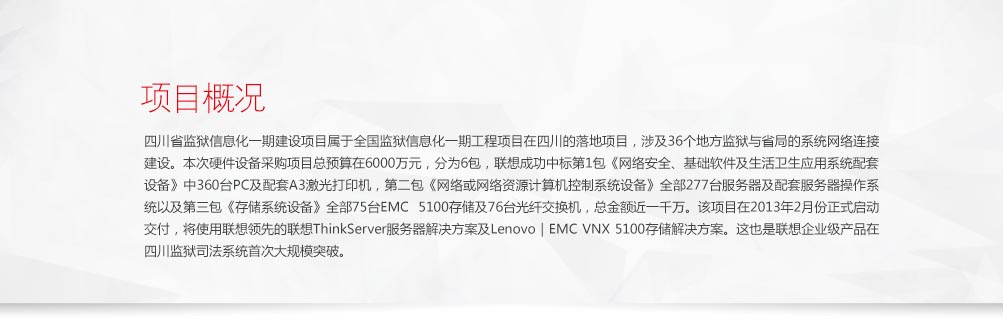 项目概况
四川省监狱信息化一期建设项目属于全国监狱信息化一期工程项目在四川的落地项目，涉及36个地方监狱与省局的系统网络连接
建设。本次硬件设备采购项目总预算在6000万元，分为6包，联想成功中标第1包《网络安全、基础软件及生活卫生应用系统配套
设备》中360台PC及配套A3激光打印机，第二包《网络或网络资源计算机控制系统设备》全部277台服务器及配套服务器操作系
统以及第三包《存储系统设备》全部75台EMC 5100存储及76台光纤交换机，总金额近一千万。该项目在2013年2月份正式启动
交付，将使用联想领先的联想ThinkServer服务器解决方案及Lenovo | EMC VNX 5100存储解决方案。这也是联想企业级产品在
四川监狱司法系统首次大规模突破。